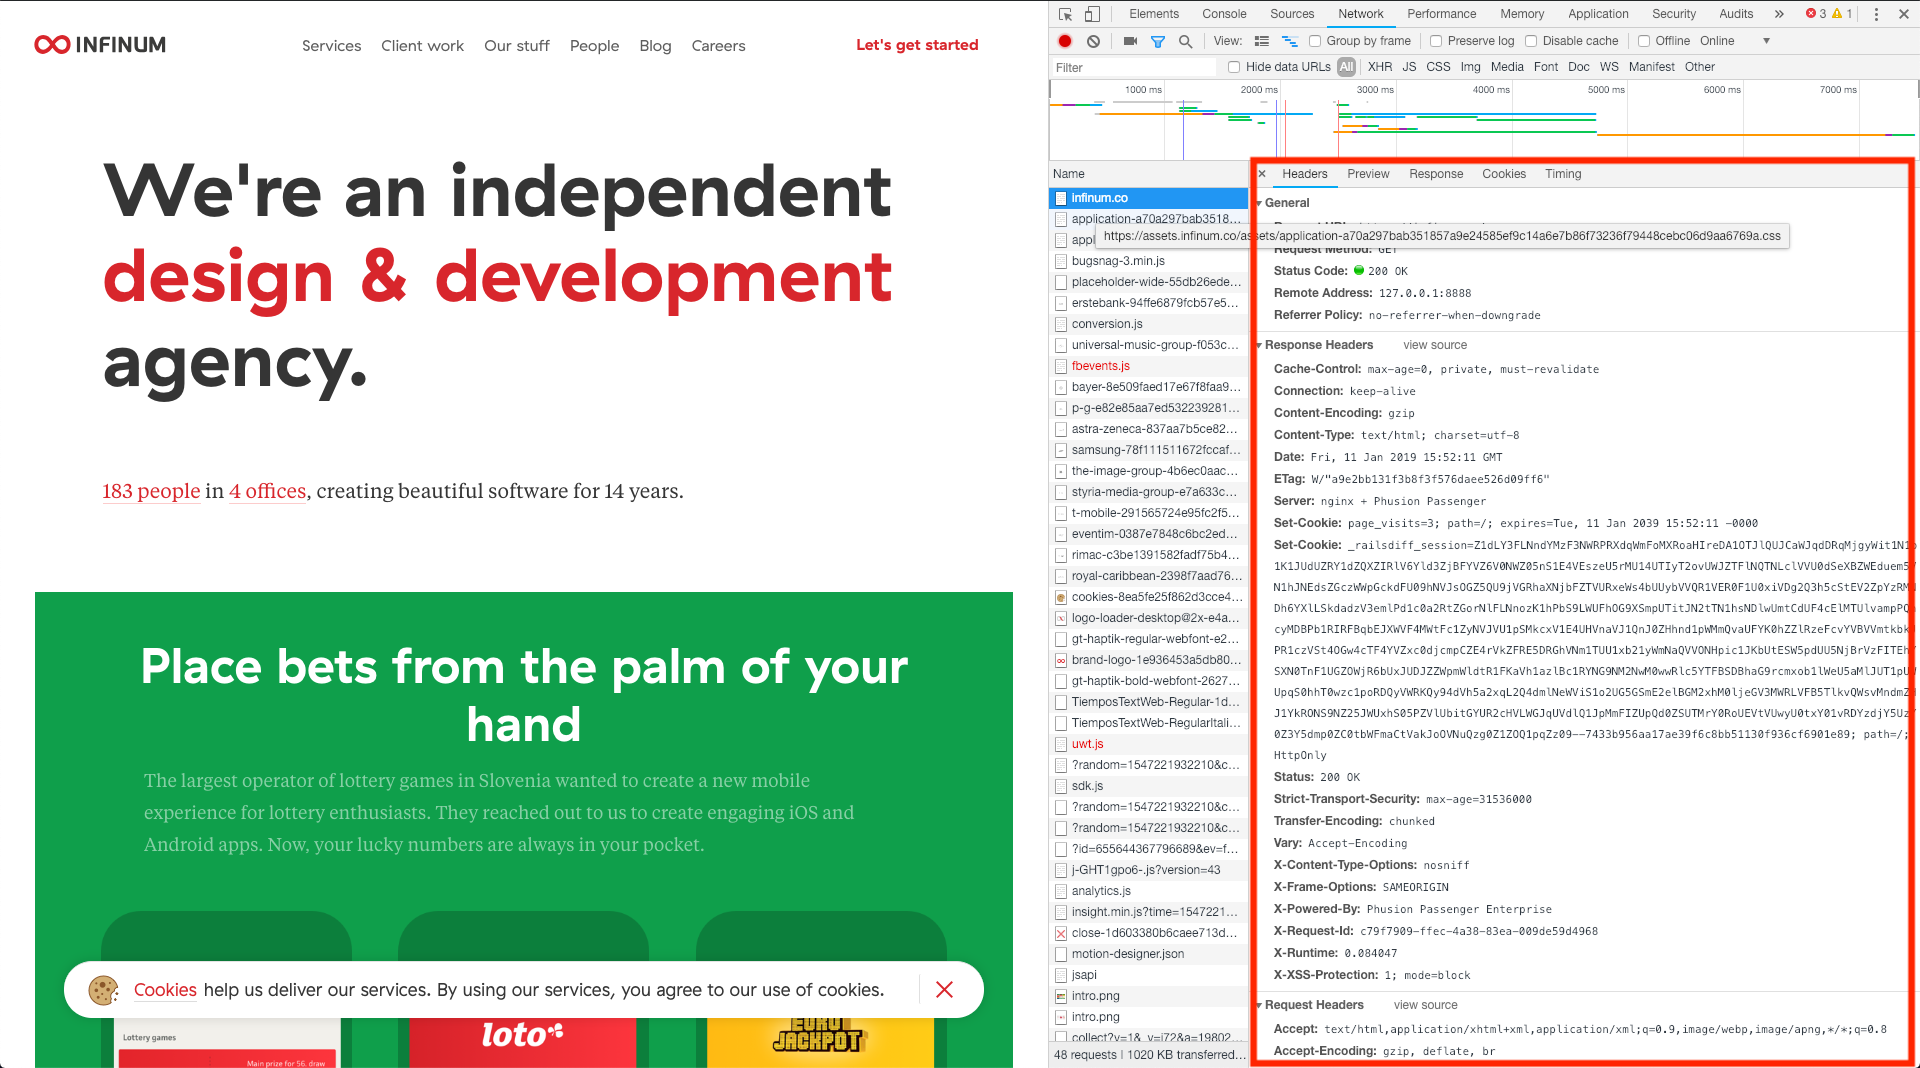 INFINUM
Services Client work Our stuff People Blog Careers
Let's get started
We're an independent
design & development
agency.
183 people in 4 offices, creating beautiful software for 14 years.
Place bets from the palm of your
hand
The largest operator of lottery games in Slovenia wanted to create a new mobile
experience for lottery enthusiasts. They reached out to us to create engaging iOS and
Android apps. Now, your lucky numbers are always in your pocket.
Cookies help us deliver our services. By using our services, you agree to our use of cookies.
Lottery games
Main prize for 56. draw
loto
EURO
JACKPOT
Elements Console Sources Network Performance Memory Application Security Audits » 3 1
View: Group by frame Preserve log Disable cache Offline Online
Filter Hide data URLs All XHR JS CSS Img Media Font Doc WS Manifest Other
1000 ms 2000 ms 3000 ms 4000 ms 5000 ms 6000 ms 7000 ms
Name
infinum.co
application-a70a297bab3518...
appl
bugsnag-3.min.js
placeholder-wide-55db26ede...
erstebank-94ffe6879fcb57e5...
conversion.js
universal-music-group-f053c...
fbevents.js
bayer-8e509faed17e67f8faa9...
p-g-e82e85aa7ed532239281...
astra-zeneca-837aa7b5ce82...
samsung-78f111511672fccaf...
the-image-group-4b6ec0aac...
styria-media-group-e7a633c...
t-mobile-291565724e95fc2f5...
eventim-0387e7848c6bc2ed...
rimac-c3be1391582fadf75b4...
royal-caribbean-2398f7aad76...
cookies-8ea5fe25f862d3cce4...
logo-loader-desktop@2x-e4a...
gt-haptik-regular-webfont-e2...
brand-logo-1e936453a5db80...
gt-haptik-bold-webfont-2627...
TiemposTextWeb-Regular-1d...
TiemposTextWeb-RegularItali...
uwt.js
?random=1547221932210&c...
sdk.js
?random=1547221932210&c...
?random=1547221932210&c...
?id=655644367796689&ev=f...
j-GHT1gpo6-.js?version=43
analytics.js
insight.min.js?time=1547221...
close-1d603380b6caee713d...
motion-designer.json
jsapi
intro.png
intro.png
collect?v=1&_v=j72&a=19802...
48 requests | 1020 KB transferred...
Headers Preview Response Cookies Timing
General
https://assets.infinum.co/assets/application-a70a297bab351857a9e24585ef9c14a6e7b86f73236f79448cebc06d9aa6769a.css
Request Method: GET
Status Code: 200 OK
Remote Address: 127.0.0.1:8888
Referrer Policy: no-referrer-when-downgrade
Response Headers view source
Cache-Control: max-age=0, private, must-revalidate
Connection: keep-alive
Content-Encoding: gzip
Content-Type: text/html; charset=utf-8
Date: Fri, 11 Jan 2019 15:52:11 GMT
ETag: W/"a9e2bb131f3b8f3f576daee526d09ff6"
Server: nginx + Phusion Passenger
Set-Cookie: page_visits=3; path=/; expires=Tue, 11 Jan 2039 15:52:11 -0000
Set-Cookie:
path=/;
HttpOnly
Status: 200 OK
Strict-Transport-Security: max-age=31536000
Transfer-Encoding: chunked
Vary: Accept-Encoding
X-Content-Type-Options: nosniff
X-Frame-Options: SAMEORIGIN
X-Powered-By: Phusion Passenger Enterprise
X-Request-Id: c79f7909-ffec-4a38-83ea-009de59d4968
X-Runtime: 0.084047
X-XSS-Protection: 1; mode=block
Request Headers view source
Accept: text/html,application/xhtml+xml,application/xml;q=0.9,image/webp,image/apng,*/*;q=0.8
Accept-Encoding: gzip, deflate, br